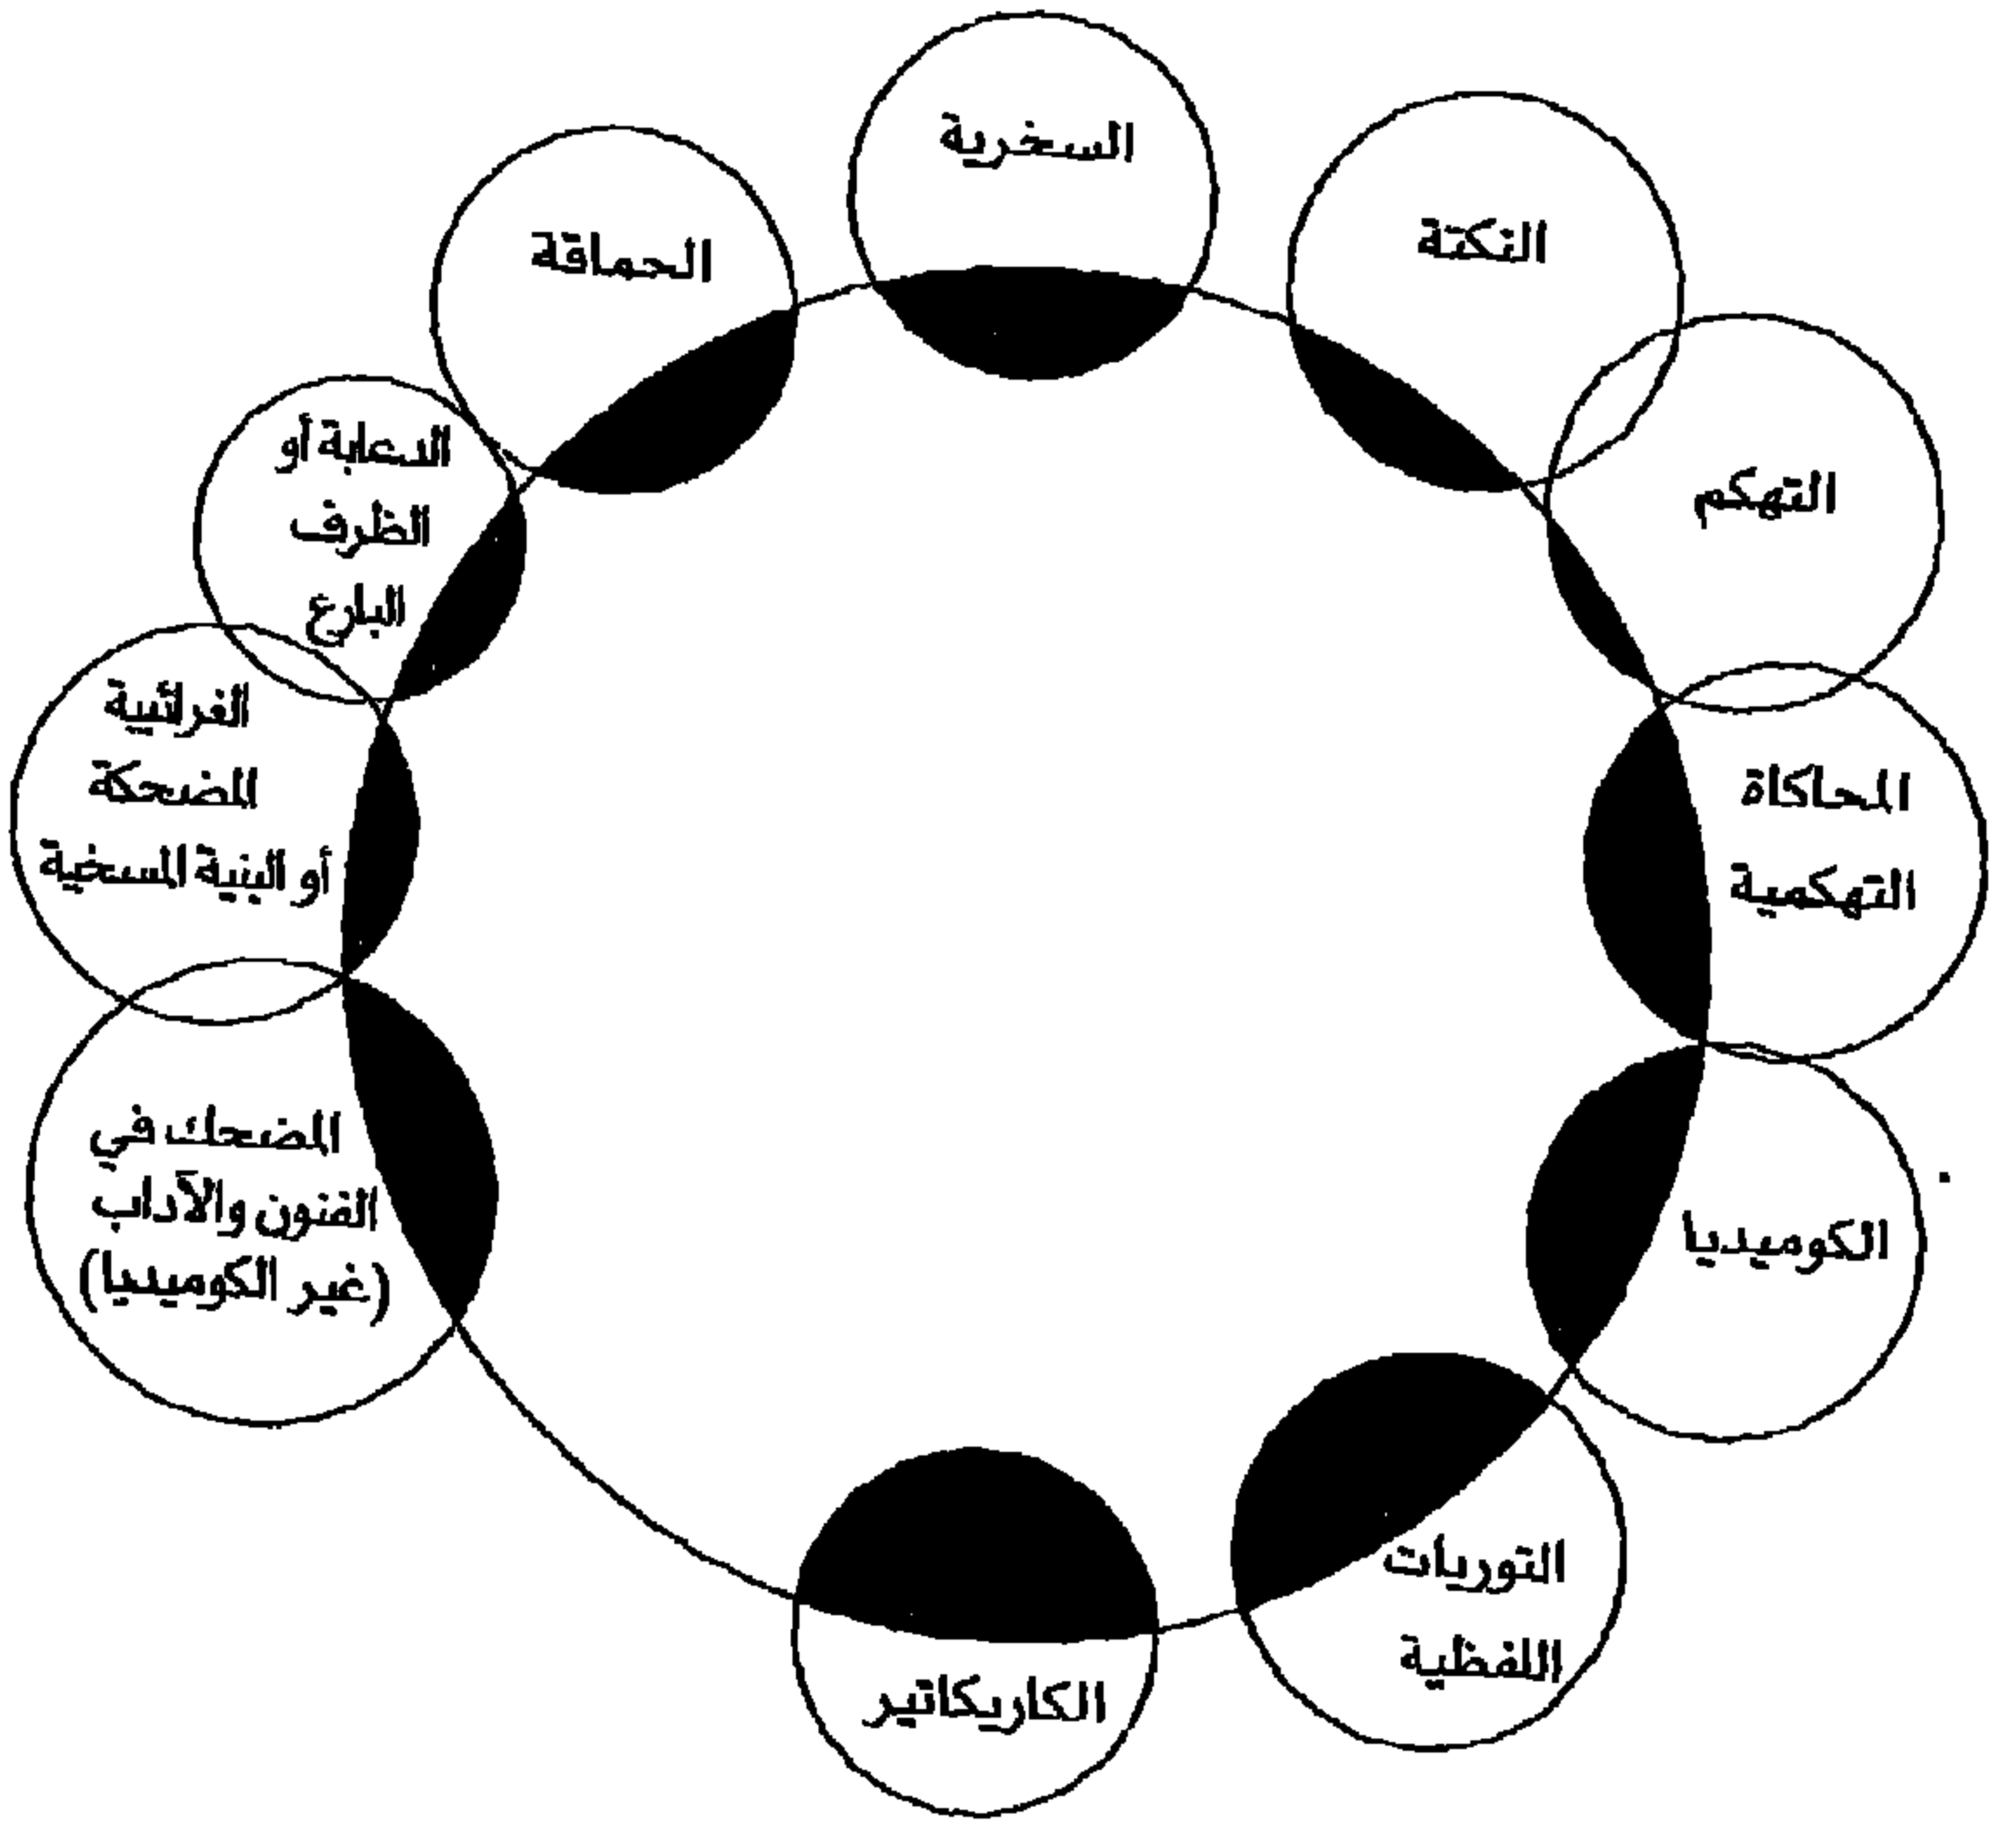 السخرية
النكتة
التهكم
المحاكاة
التهكمية
الكوميديا
التوريات
اللفظية
الكاريكاتير
المضحك في
الفنون والآداب
(غير الكوميديا)
الغرائبية
المضحكة
أو البنية المسخية
الدعابة أو
الظرف
البارع
الحماقة